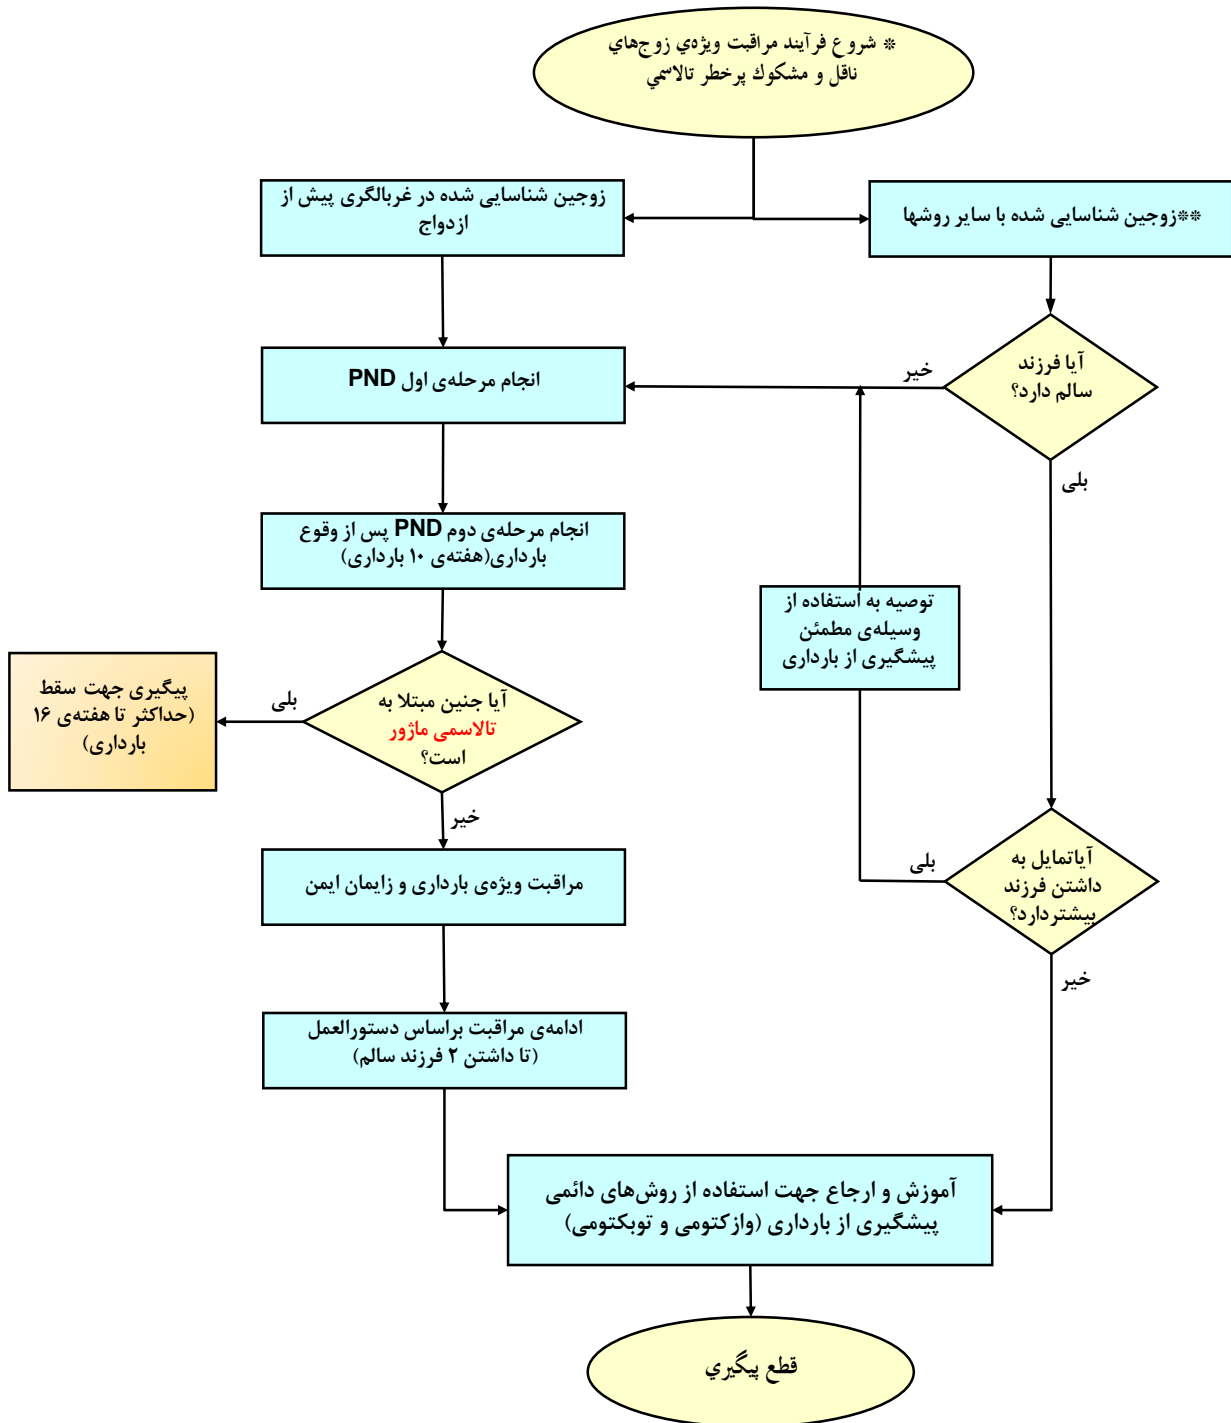 * شروع فرآیند مراقبت ویژه‌ي زوج‌هاي
ناقل و مشكوك پرخطر تالاسمي
زوجین شناسایی شده در غربالگری پیش از
ازدواج
**زوجین شناسایی شده با سایر روشها
آیا فرزند
سالم دارد؟
خیر
بلی
انجام مرحله‌ی اول PND
انجام مرحله‌ی دوم PND پس از وقوع
بارداری(هفته‌ی ۱۰ بارداری)
توصیه به استفاده از
وسیله‌ی مطمئن
پیشگیری از بارداری
آیا جنین مبتلا به
تالاسمی ماژور
است؟
بلی
پیگیری جهت سقط
(حداکثر تا هفته‌ی ۱۶
بارداری)
خیر
مراقبت ویژه‌ی بارداری و زایمان ایمن
آیاتمایل به
داشتن فرزند
بیشتردارد؟
بلی
خیر
ادامه‌ی مراقبت براساس دستورالعمل
(تا داشتن ۲ فرزند سالم)
آموزش و ارجاع جهت استفاده از روش‌های دائمی
پیشگیری از بارداری (وازکتومی و توبکتومی)
قطع پیگیري